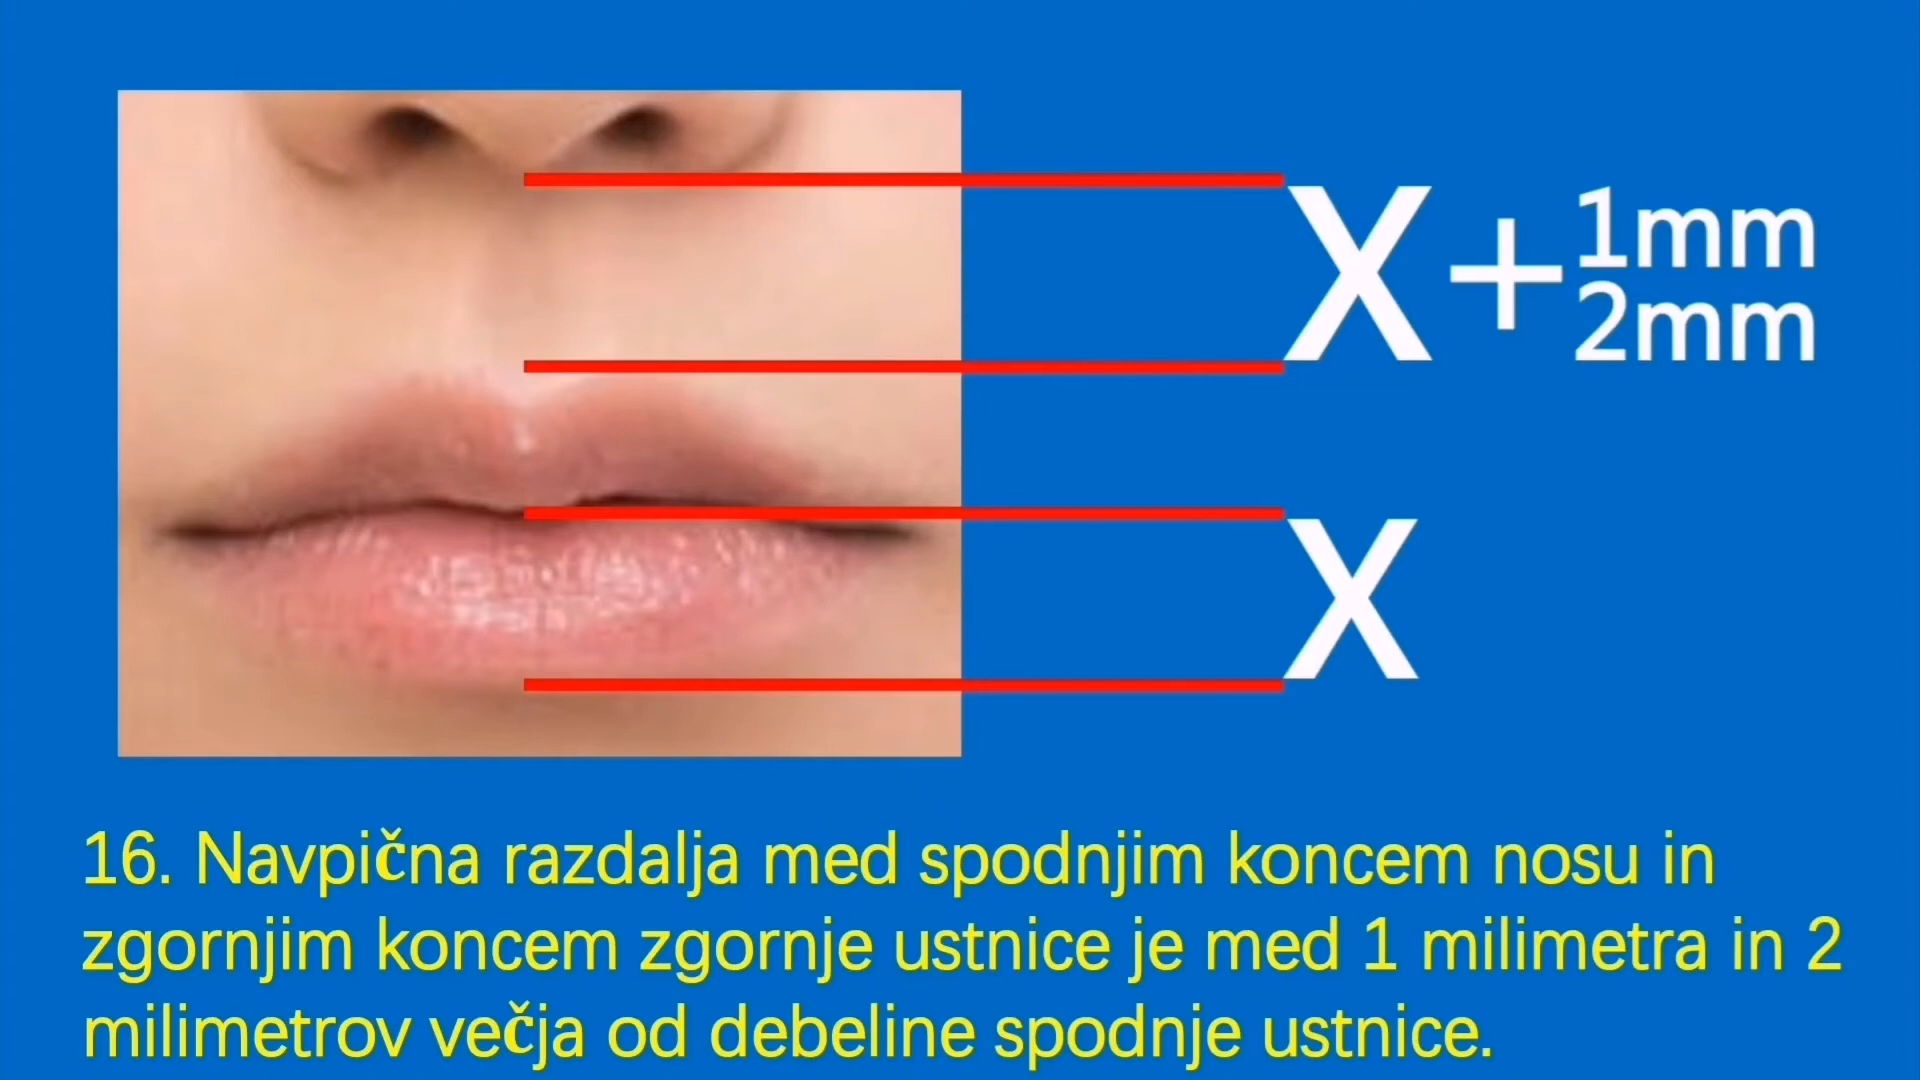 X+1mm
2mm
X
16. Navpična razdalja med spodnjim koncem nosu in
zgornjim koncem zgornje ustnice je med 1 milimetra in 2
milimetrov večja od debeline spodnje ustnice.